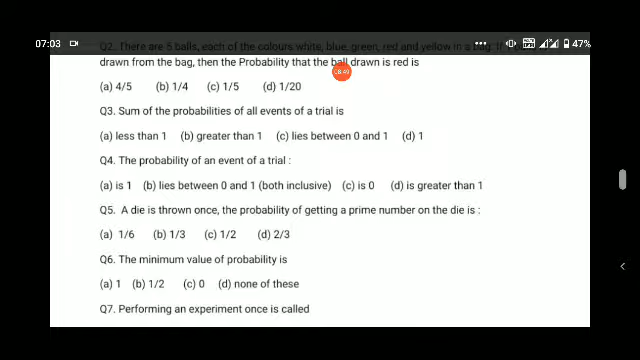 07:03 ... 47%
Q2. There are 5 balls, each of the colours white, blue, green, red and yellow in a bag. If
drawn from the bag, then the Probability that the ball drawn is red is
08:49
(a) 4/5 (b) 1/4 (c) 1/5 (d) 1/20
Q3. Sum of the probabilities of all events of a trial is
(a) less than 1 (b) greater than 1 (c) lies between 0 and 1 (d) 1
Q4. The probability of an event of a trial :
(a) is 1 (b) lies between 0 and 1 (both inclusive) (c) is 0 (d) is greater than 1
Q5. A die is thrown once, the probability of getting a prime number on the die is :
(a) 1/6 (b) 1/3 (c) 1/2 (d) 2/3
Q6. The minimum value of probability is
(a) 1 (b) 1/2 (c) 0 (d) none of these
Q7. Performing an experiment once is called